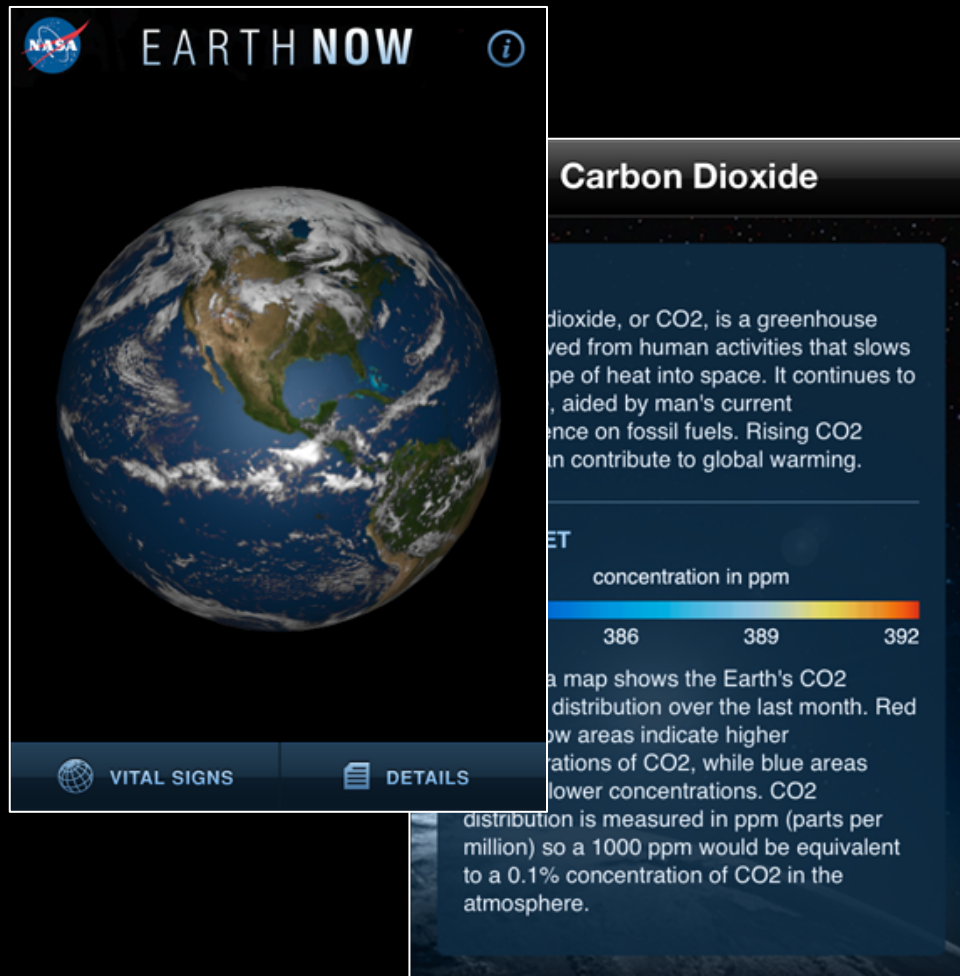 NASA
EARTH NOW
i
VITAL SIGNS
DETAILS
Carbon Dioxide
dioxide, or CO2, is a greenhouse
ved from human activities that slows
pe of heat into space. It continues to
, aided by man's current
ence on fossil fuels. Rising CO2
an contribute to global warming.
ET
concentration in ppm
386 389 392
a map shows the Earth's CO2
distribution over the last month. Red
ow areas indicate higher
rations of CO2, while blue areas
lower concentrations. CO2
distribution is measured in ppm (parts per
million) so a 1000 ppm would be equivalent
to a 0.1% concentration of CO2 in the
atmosphere.